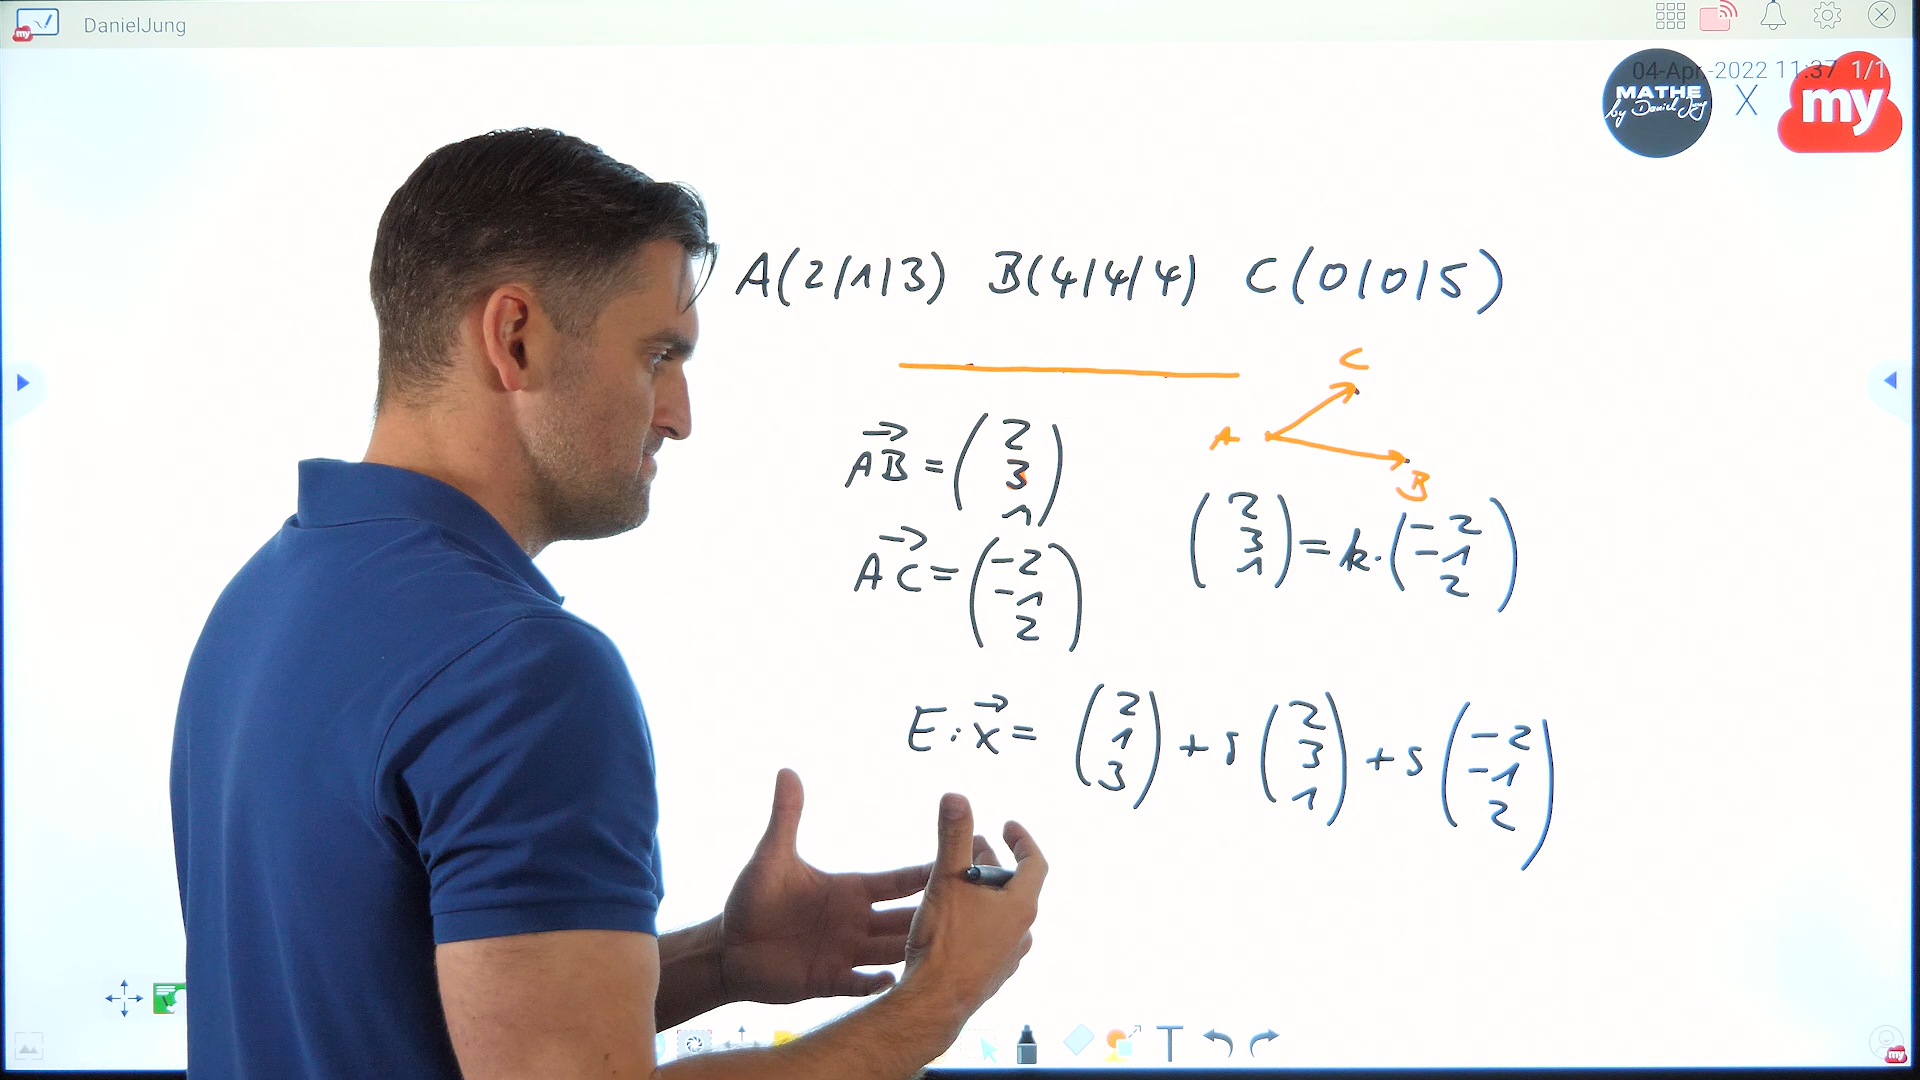 DanielJung
04-Apr.-2022 11:37 1/1
MATHE
by Daniel Jung
X
my
A(2|1|3) B(4|4|4) C(0|0|5)
C
A
B
AB = (2 3 1)
AC = (-2 -1 2)
(2 3 1) = k · (-2 -1 2)
E: x = (2 1 3) + r (2 3 1) + s (-2 -1 2)
T
my
my